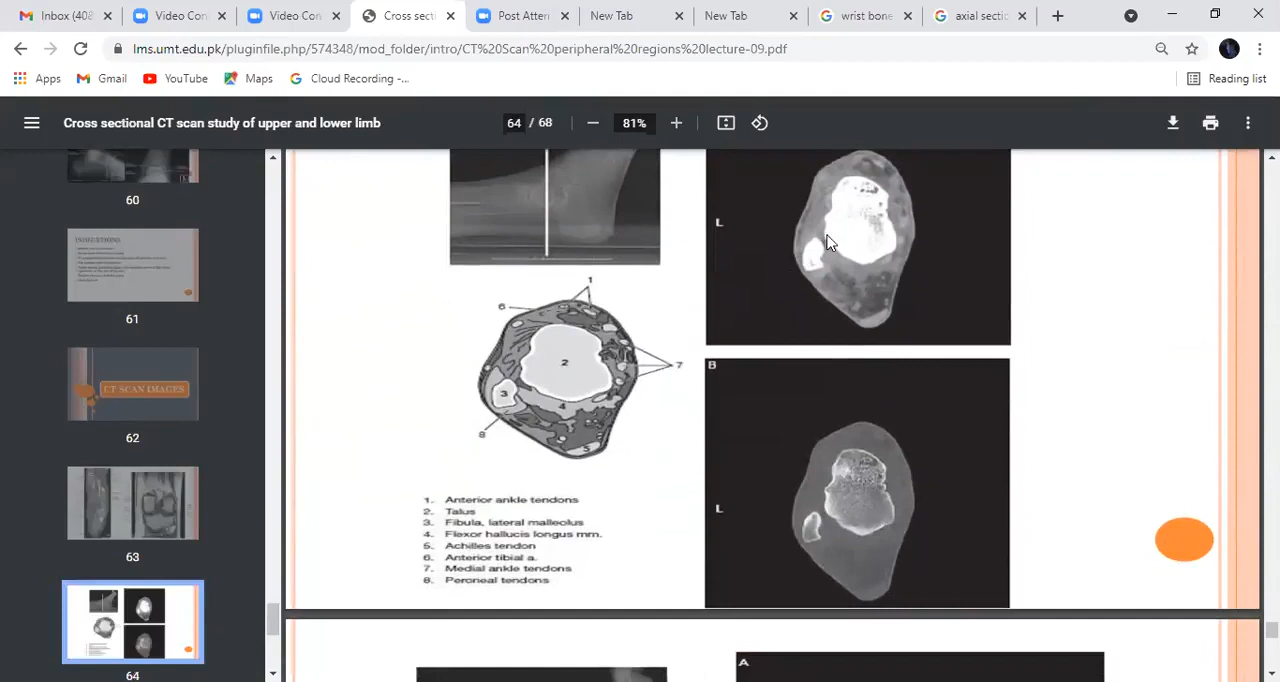 Inbox (408
Video Con
Video Con
Cross secti
Post Atten
New Tab
New Tab
wrist bone
axial sectio
lms.umt.edu.pk/pluginfile.php/574348/mod_folder/intro/CT%20Scan%20peripheral%20regions%20lecture-09.pdf
Apps
Gmail
YouTube
Maps
Cloud Recording -...
Reading list
Cross sectional CT scan study of upper and lower limb
64 / 68
81%
60
INDICATIONS
61
CT SCAN IMAGES
62
63
64
L
1
6
2
7
3
4
8
5
B
L
1. Anterior ankle tendons
2. Talus
3. Fibula, lateral malleolus
4. Flexor hallucis longus mm.
5. Achilles tendon
6. Anterior tibial a.
7. Medial ankle tendons
8. Peroneal tendons
A